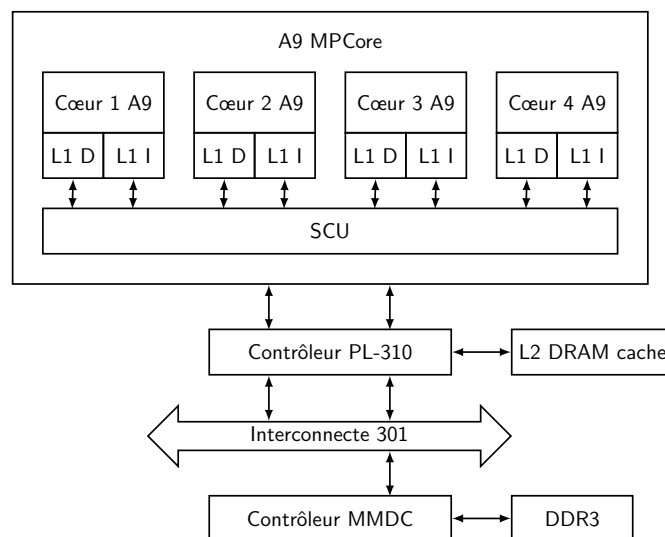 A9 MPCore
Cœur 1 A9
Cœur 2 A9
Cœur 3 A9
Cœur 4 A9
L1 D
L1 I
L1 D
L1 I
L1 D
L1 I
L1 D
L1 I
SCU
Contrôleur PL-310
L2 DRAM cache
Interconnecte 301
Contrôleur MMDC
DDR3